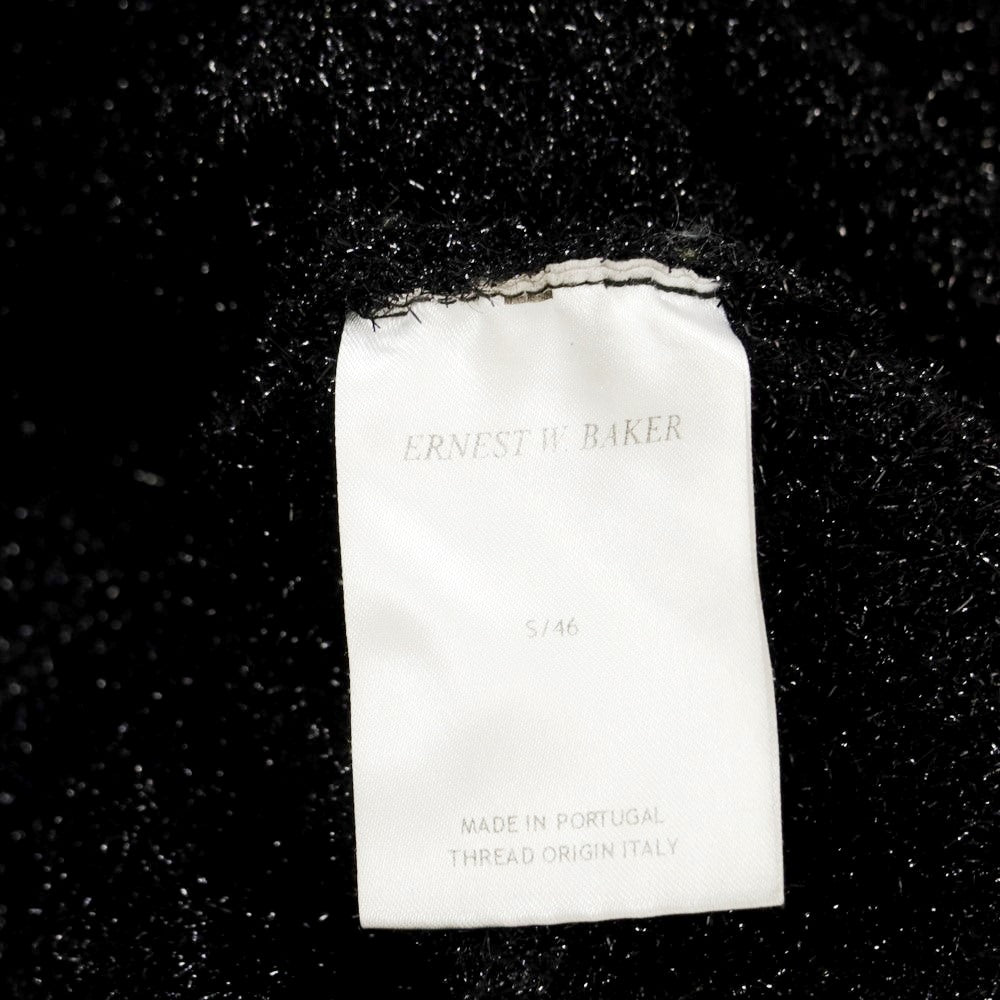 ERNEST W. BAKER
S/46
MADE IN PORTUGAL
THREAD ORIGIN ITALY